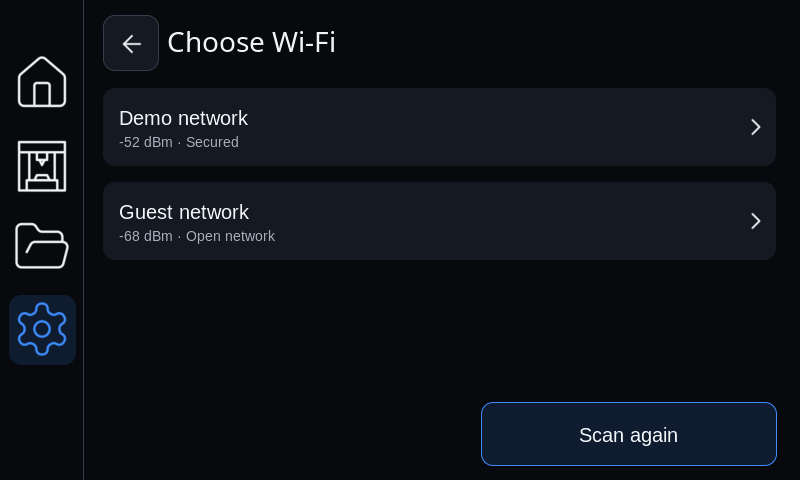 Choose Wi-Fi
Demo network
-52 dBm · Secured
Guest network
-68 dBm · Open network
Scan again